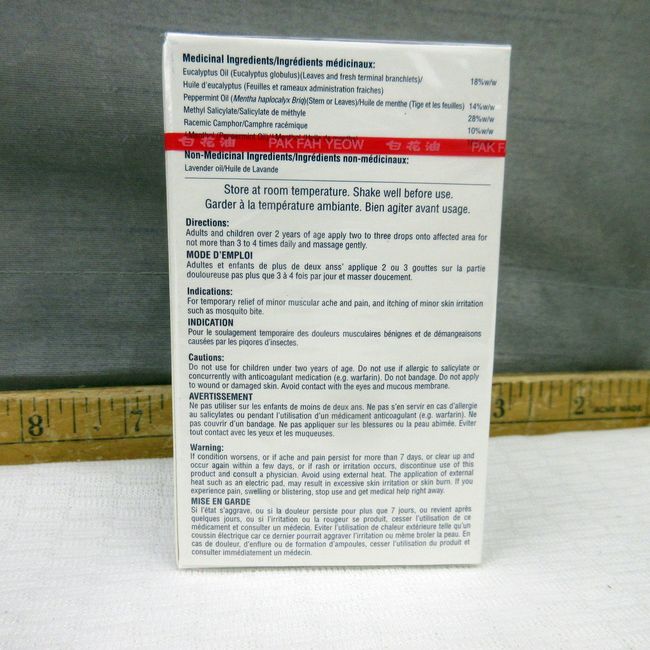 Medicinal Ingredients/Ingrédients médicinaux:
Eucalyptus Oil (Eucalyptus globulus)(Leaves and fresh terminal branchlets)/ 18%w/w
Huile d'eucalyptus (Feuilles et rameaux administration fraiches)
Peppermint Oil (Mentha haplocalyx Briq)(Stem or Leaves)/Huile de menthe (Tige et les feuilles) 14%w/w
Methyl Salicylate/Salicylate de méthyle 28%w/w
Racemic Camphor/Camphre racémique 10%w/w
白花油 PAK FAH YEOW 白花油 PAK F
Non-Medicinal Ingredients/Ingrédients non-médicinaux:
Lavender oil/Huile de Lavande
Store at room temperature. Shake well before use.
Garder à la température ambiante. Bien agiter avant usage.
Directions:
Adults and children over 2 years of age apply two to three drops onto affected area for
not more than 3 to 4 times daily and massage gently.
MODE D'EMPLOI
Adultes et enfants de plus de deux anss' applique 2 ou 3 gouttes sur la partie
douloureuse pas plus que 3 à 4 fois par jour et masser doucement.
Indications:
For temporary relief of minor muscular ache and pain, and itching of minor skin irritation
such as mosquito bite.
INDICATION
Pour le soulagement temporaire des douleurs musculaires bénignes et de démangeaisons
causées par les piqores d'insectes.
Cautions:
Do not use for children under two years of age. Do not use if allergic to salicylate or
concurrently with anticoagulant medication (e.g. warfarin). Do not bandage. Do not apply
to wound or damaged skin. Avoid contact with the eyes and mucous membrane.
AVERTISSEMENT
Ne pas utiliser sur les enfants de moins de deux ans. Ne pas s'en servir en cas d'allergie
au salicylates ou pendant l'utilisation d'un médicament anticoagulant (e.g. warfarine). Ne
pas couvrir d'un bandage. Ne pas appliquer sur les blessures ou la peau abimée. Eviter
tout contact avec les yeux et les muqueuses.
Warning:
If condition worsens, or if ache and pain persist for more than 7 days, or clear up and
occur again within a few days, or if rash or irritation occurs, discontinue use of this
product and consult a physician. Avoid using external heat. The application of external
heat such as an electric pad, may result in excessive skin irritation or skin burn. If you
experience pain, swelling or blistering, stop use and get medical help right away.
MISE EN GARDE
Si l'état s'aggrave, ou si la douleur persiste pour plus que 7 jours, ou revient après
quelques jours, ou si l'irritation ou la rougeur se produit, cesser l'utilisation de ce
médicament et consulter un médecin. Eviter l'utilisation de chaleur extérieure telle qu'un
coussin électrique car ce dernier pourrait aggraver l'irritation ou même broler la peau. En
cas de douleur, d'enflure ou de formation d'ampoules, cesser l'utilisation du produit et
consulter immédiatement un médecin.
8 7 3 2 ACME MADE